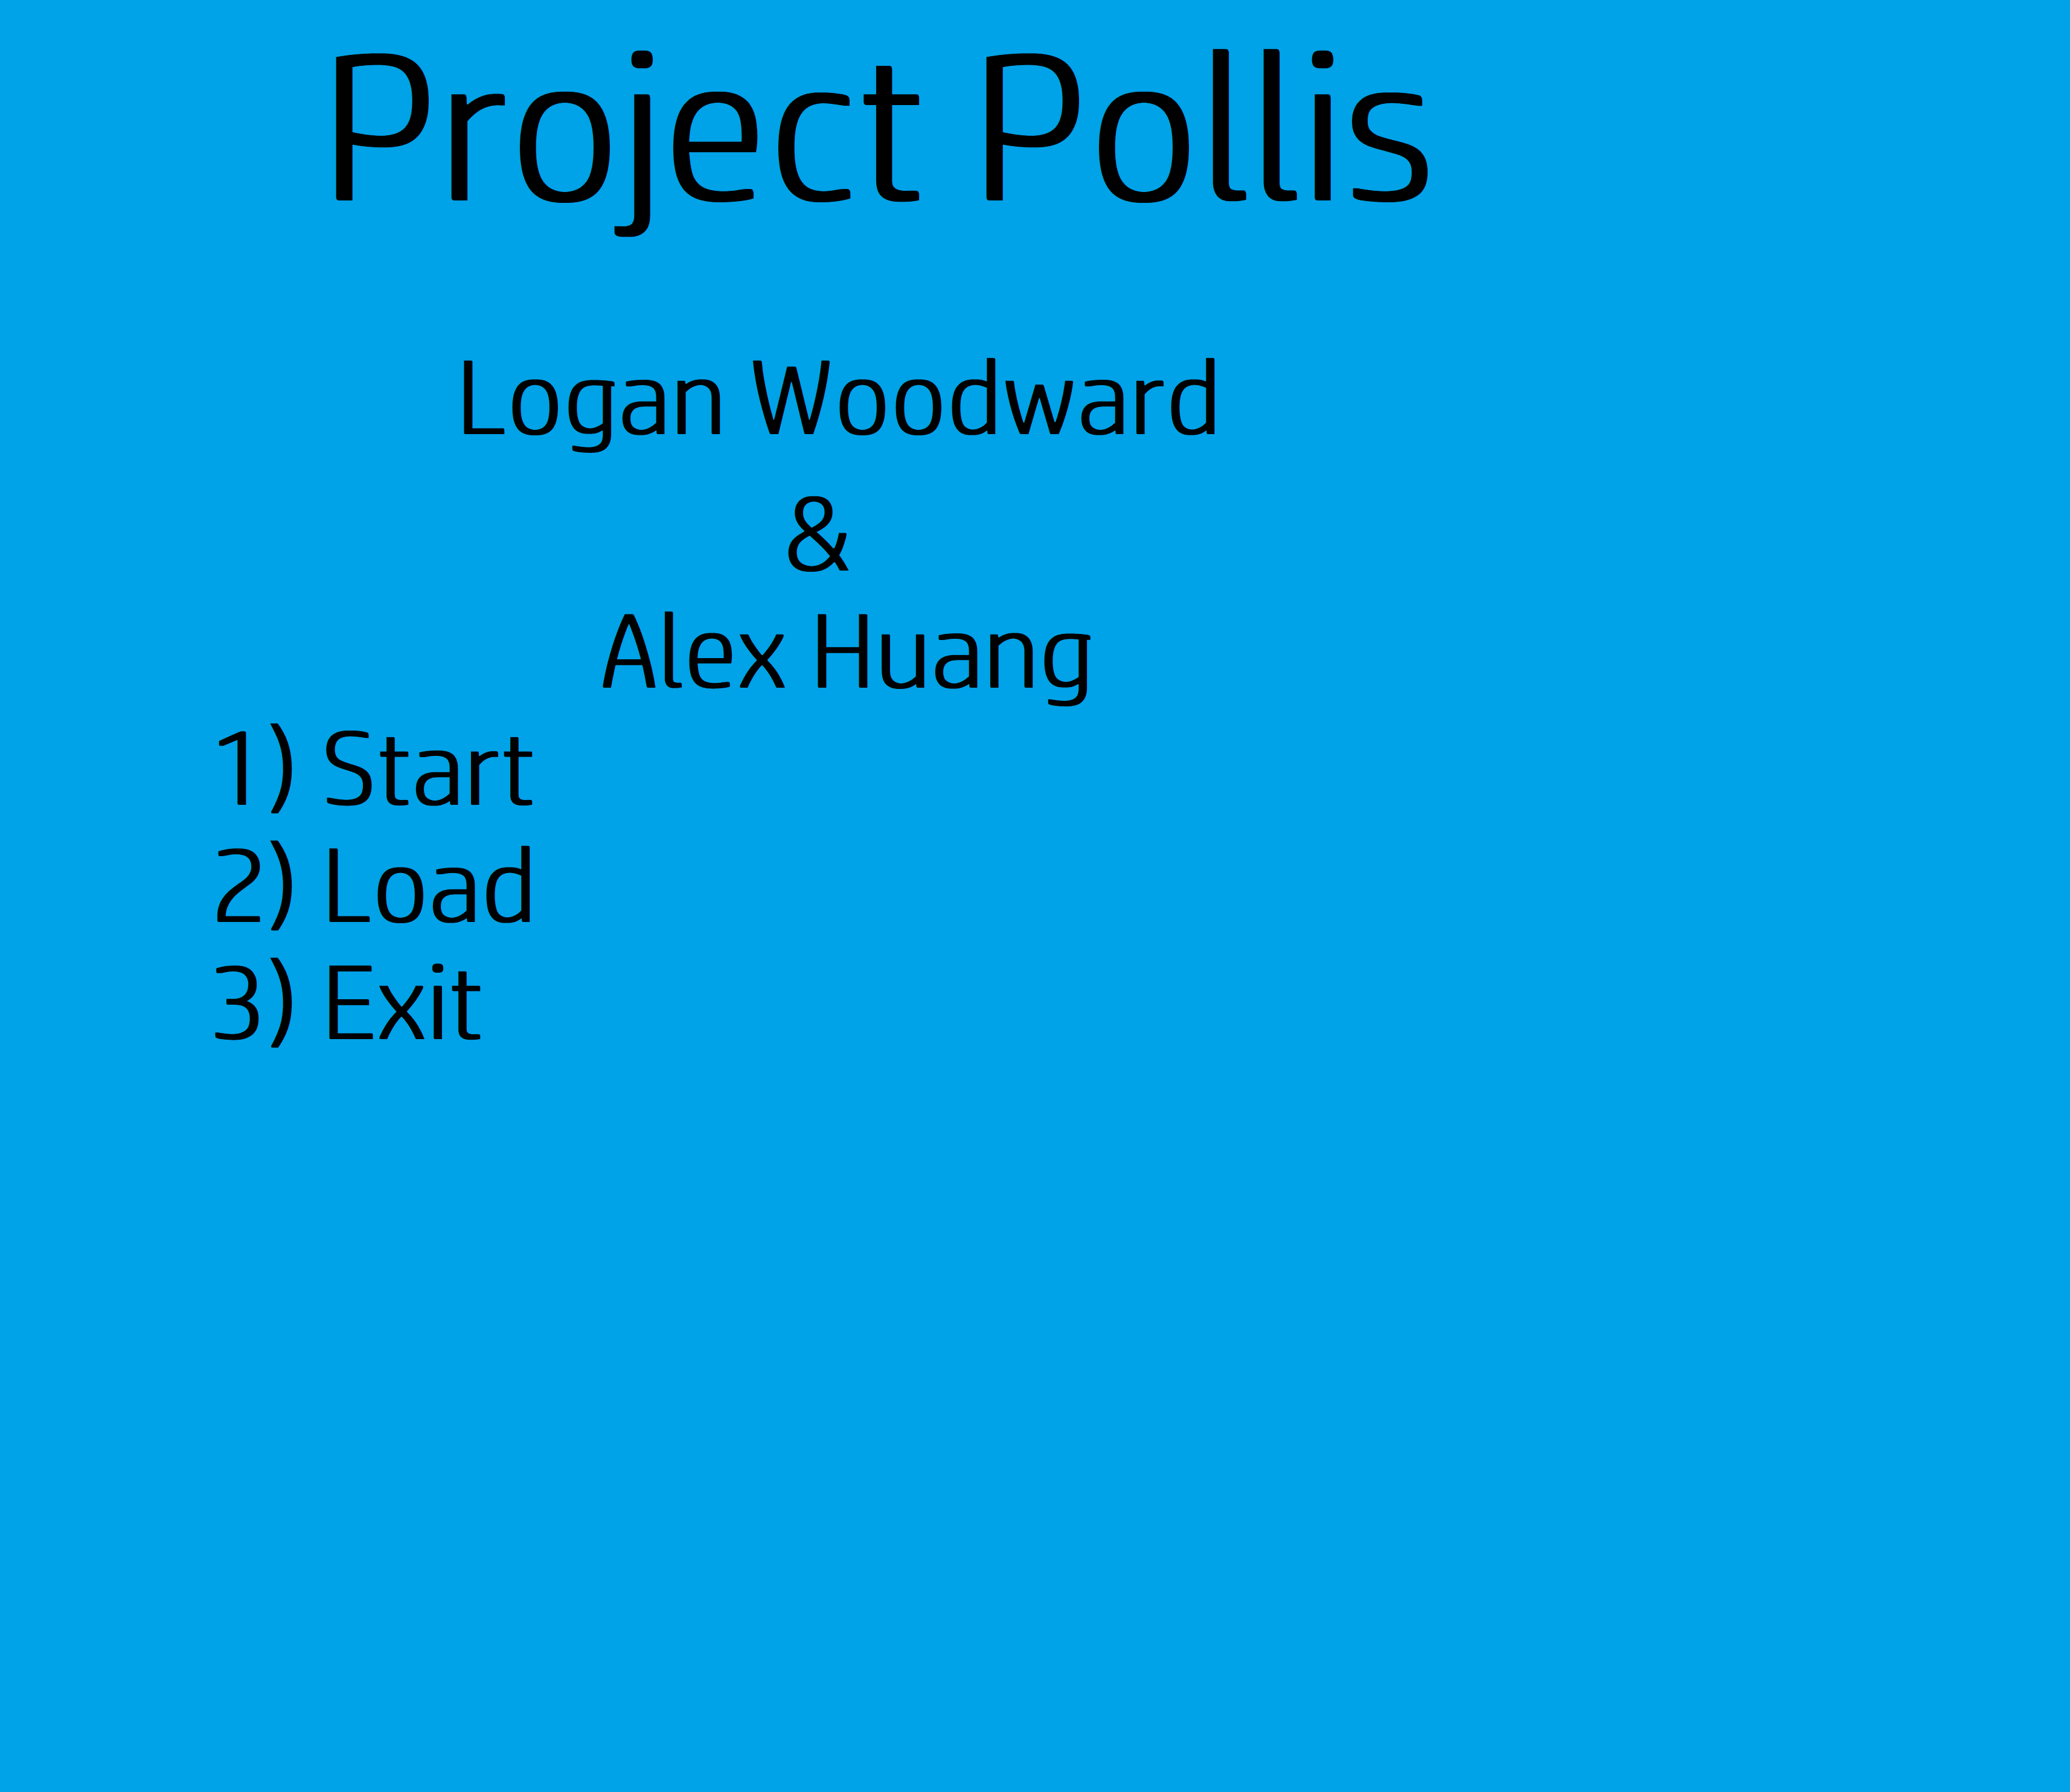 Project Pollis
Logan Woodward
&
Alex Huang
1) Start
2) Load
3) Exit